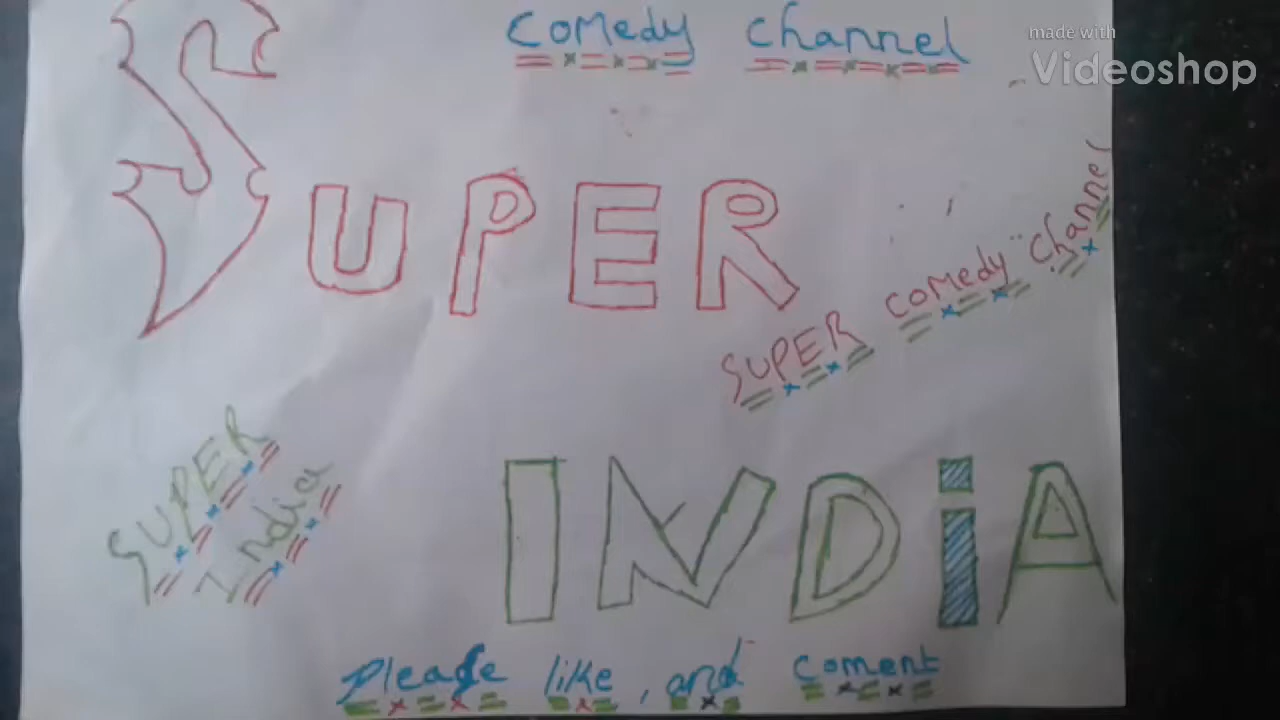 Comedy Channel
made with
Videoshop
SUPER
SUPER COMEDY Channel
SUPER
India
INDiA
Please like, and coment